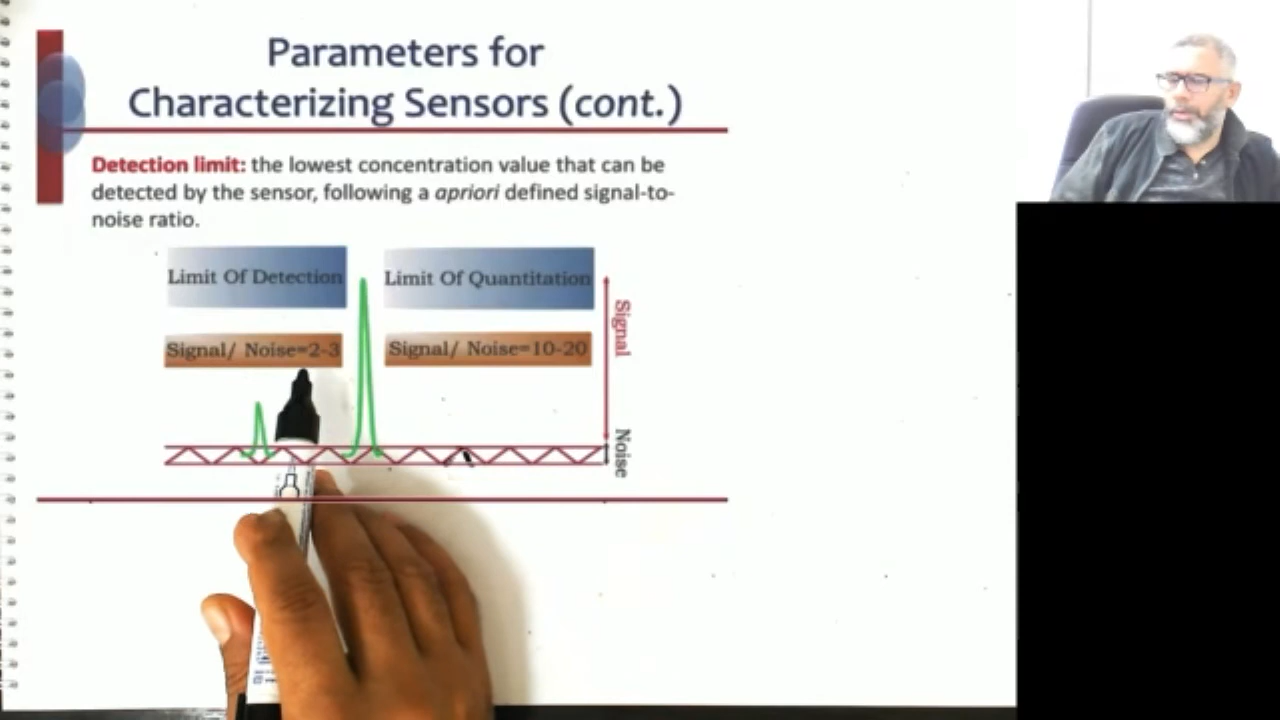 Parameters for
Characterizing Sensors (cont.)
Detection limit: the lowest concentration value that can be
detected by the sensor, following a apriori defined signal-to-
noise ratio.
Limit Of Detection
Limit Of Quantitation
Signal/ Noise=2-3
Signal/ Noise=10-20
Signal
Noise